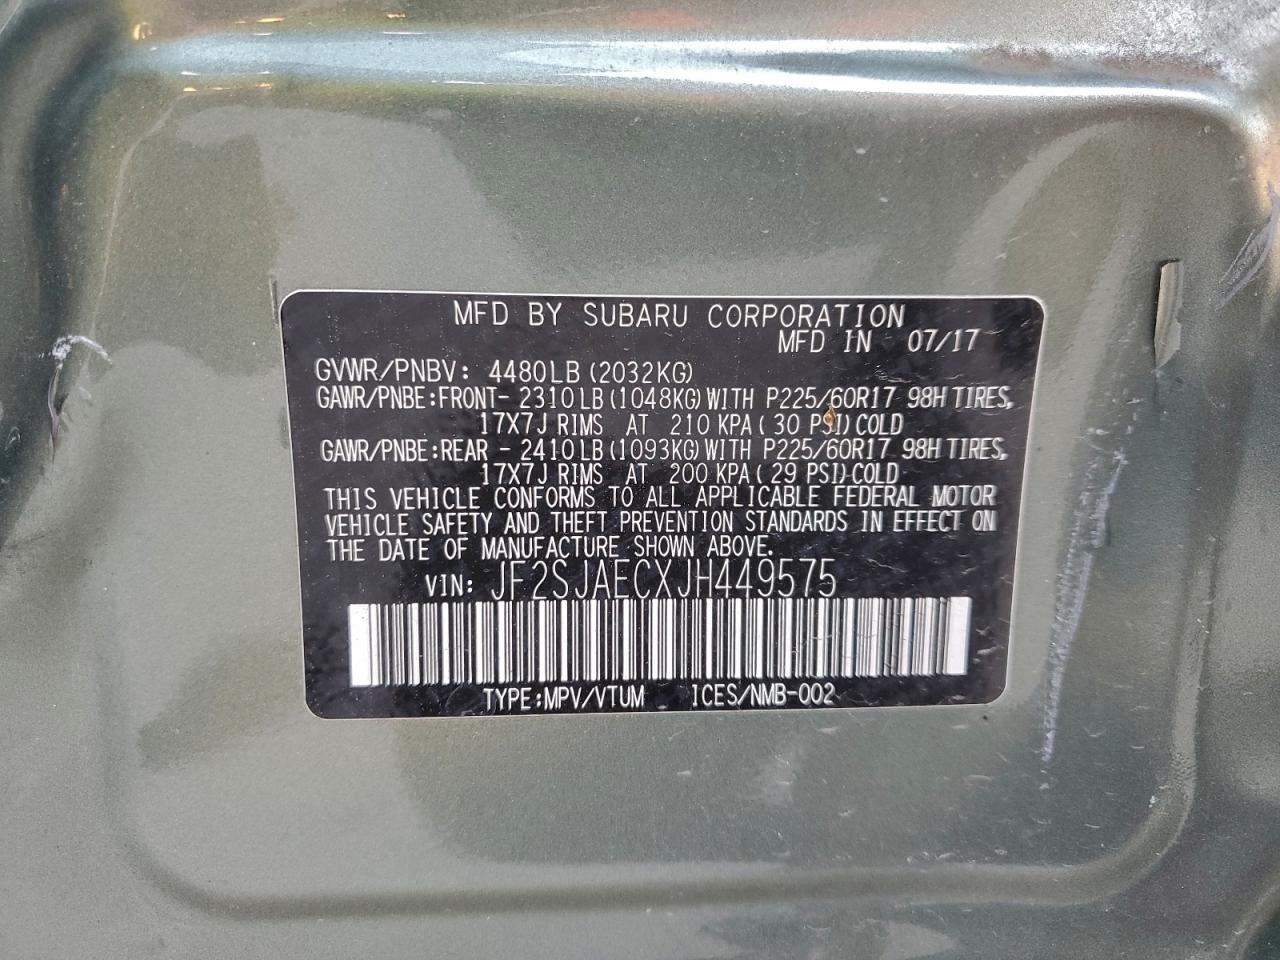 MFD BY SUBARU CORPORATION
MFD IN 07/17
GVWR/PNBV: 4480LB (2032KG)
GAWR/PNBE:FRONT- 2310LB (1048KG) WITH P225/60R17 98H TIRES,
17X7J RIMS AT 210 KPA ( 30 PSI) COLD
GAWR/PNBE:REAR - 2410LB (1093KG) WITH P225/60R17 98H TIRES,
17X7J RIMS AT 200 KPA ( 29 PSI) COLD
THIS VEHICLE CONFORMS TO ALL APPLICABLE FEDERAL MOTOR
VEHICLE SAFETY AND THEFT PREVENTION STANDARDS IN EFFECT ON
THE DATE OF MANUFACTURE SHOWN ABOVE.
VIN: JF2SJAECXJH449575
TYPE:MPV/VTUM ICES/NMB-002